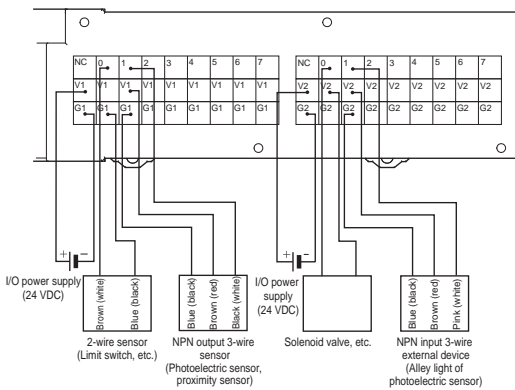 NC 0 1 2 3 4 5 6 7
V1 V1 V1 V1 V1 V1 V1 V1 V1
G1 G1 G1 G1 G1 G1 G1 G1 G1
NC 0 1 2 3 4 5 6 7
V2 V2 V2 V2 V2 V2 V2 V2 V2
G2 G2 G2 G2 G2 G2 G2 G2 G2
+ −
I/O power supply
(24 VDC)
Brown (white)
Blue (black)
2-wire sensor
(Limit switch, etc.)
Blue (black)
Brown (red)
Black (white)
NPN output 3-wire
sensor
(Photoelectric sensor,
proximity sensor)
+ −
I/O power
supply
(24 VDC)
Solenoid valve, etc.
Blue (black)
Brown (red)
Pink (white)
NPN input 3-wire
external device
(Alley light of
photoelectric sensor)